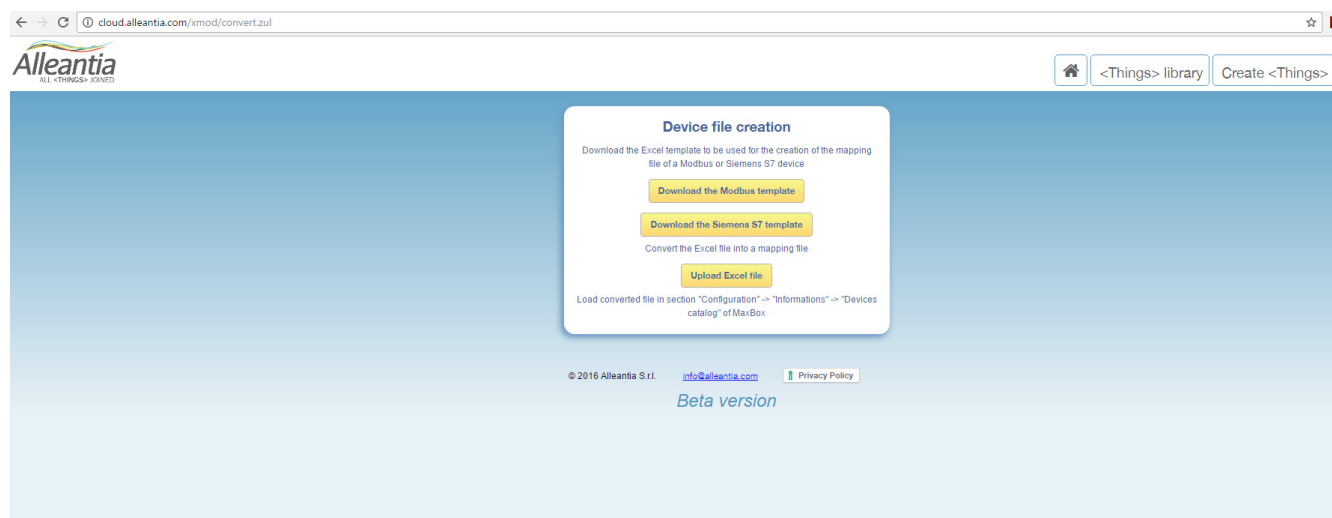 cloud.alleantia.com/xmod/convert.zul
Alleantia
ALL <THINGS> JOINED
<Things> library
Create <Things>
Device file creation
Download the Excel template to be used for the creation of the mapping
file of a Modbus or Siemens S7 device
Download the Modbus template
Download the Siemens S7 template
Convert the Excel file into a mapping file
Upload Excel file
Load converted file in section "Configuration" -> "Informations" -> "Devices
catalog" of MaxBox
© 2016 Alleantia S.r.l. info@alleantia.com Privacy Policy
Beta version